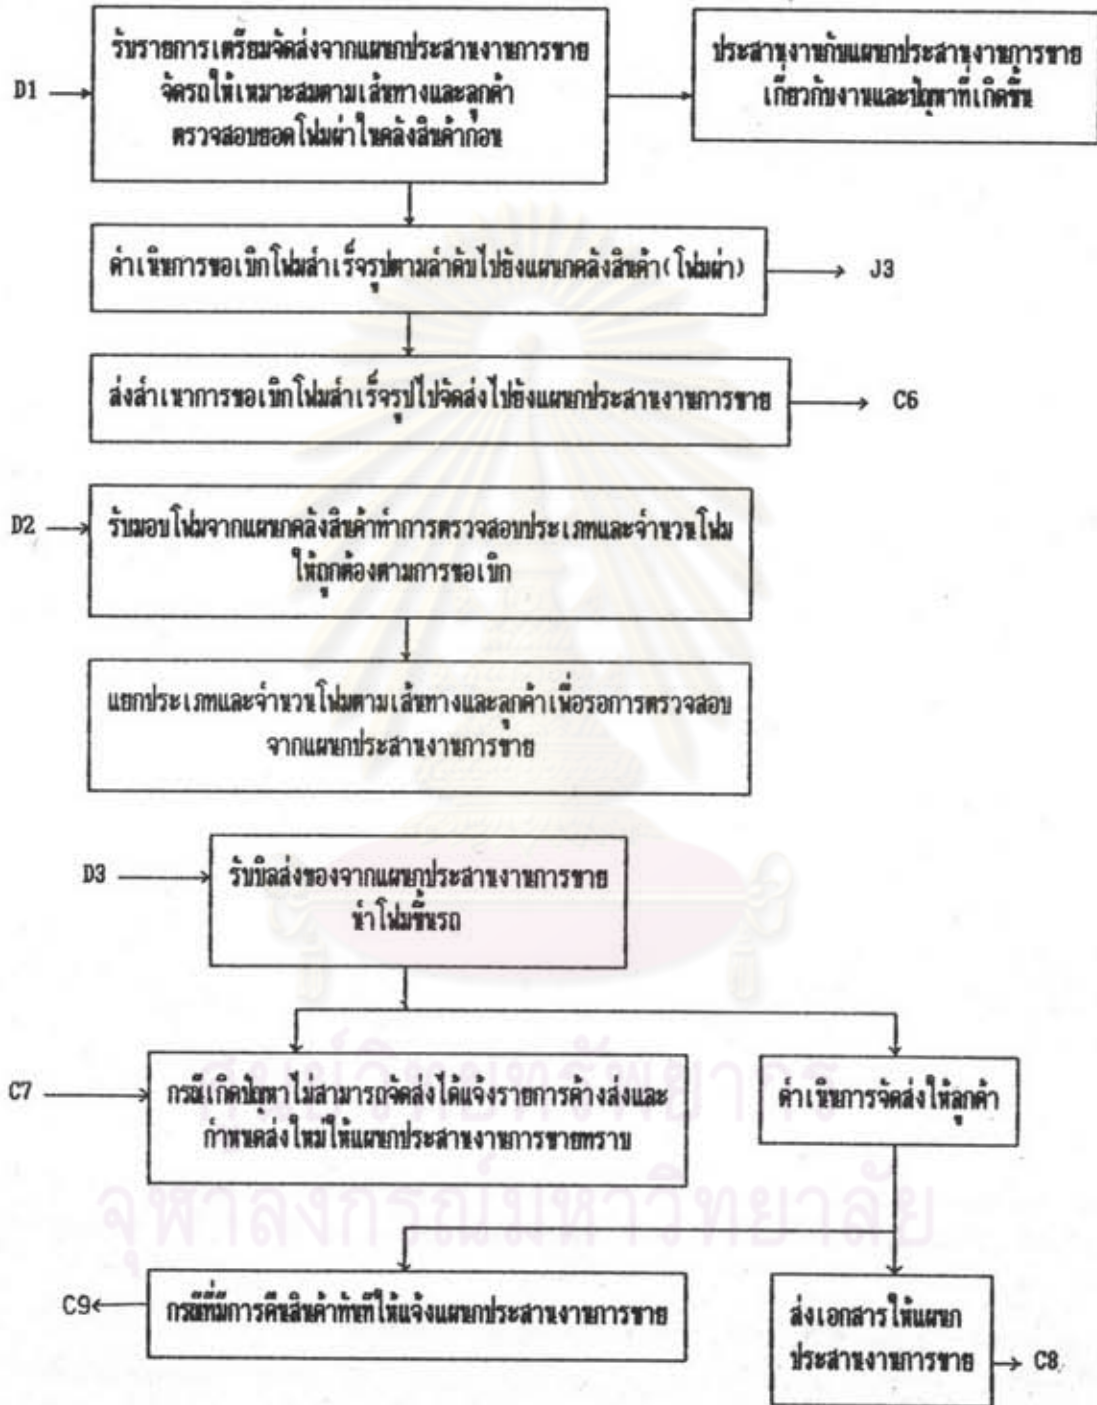 D1
รับรายการเตรียมจัดส่งจากแผนกประสานงานการขาย
จัดรถให้เหมาะสมตามเส้นทางและลูกค้า
ตรวจสอบยอดโฟมผ่าในคลังสินค้าก่อน
ประสานงานกับแผนกประสานงานการขาย
เกี่ยวกับงานและปัญหาที่เกิดขึ้น
ดำเนินการขอเบิกโฟมสำเร็จรูปตามลำดับไปยังแผนกคลังสินค้า(โฟมผ่า)
J3
ส่งสำเนาการขอเบิกโฟมสำเร็จรูปไปจัดส่งไปยังแผนกประสานงานการขาย
C6
D2
รับมอบโฟมจากแผนกคลังสินค้าทำการตรวจสอบประเภทและจำนวนโฟม
ให้ถูกต้องตามการขอเบิก
แยกประเภทและจำนวนโฟมตามเส้นทางและลูกค้าเพื่อรอการตรวจสอบ
จากแผนกประสานงานการขาย
D3
รับบิลส่งของจากแผนกประสานงานการขาย
นำโฟมขึ้นรถ
C7
กรณีเกิดปัญหาไม่สามารถจัดส่งได้แจ้งรายการค้างส่งและ
กำหนดส่งใหม่ให้แผนกประสานงานการขายทราบ
ดำเนินการจัดส่งให้ลูกค้า
ศูนย์วิทยทรัพยากร
จุฬาลงกรณ์มหาวิทยาลัย
C9
กรณีที่มีการคืนสินค้าทันทีให้แจ้งแผนกประสานงานการขาย
ส่งเอกสารให้แผนก
ประสานงานการขาย
C8